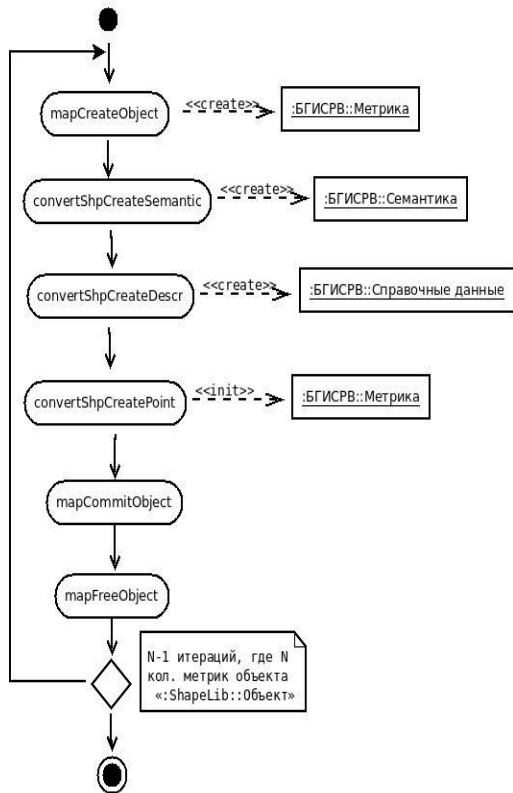 mapCreateObject
<<create>>
:БГИСРВ::Метрика
convertShpCreateSemantic
<<create>>
:БГИСРВ::Семантика
convertShpCreateDescr
<<create>>
:БГИСРВ::Справочные данные
convertShpCreatePoint
<<init>>
:БГИСРВ::Метрика
mapCommitObject
mapFreeObject
N-1 итераций, где N
кол. метрик объекта
«:ShapeLib::Объект»